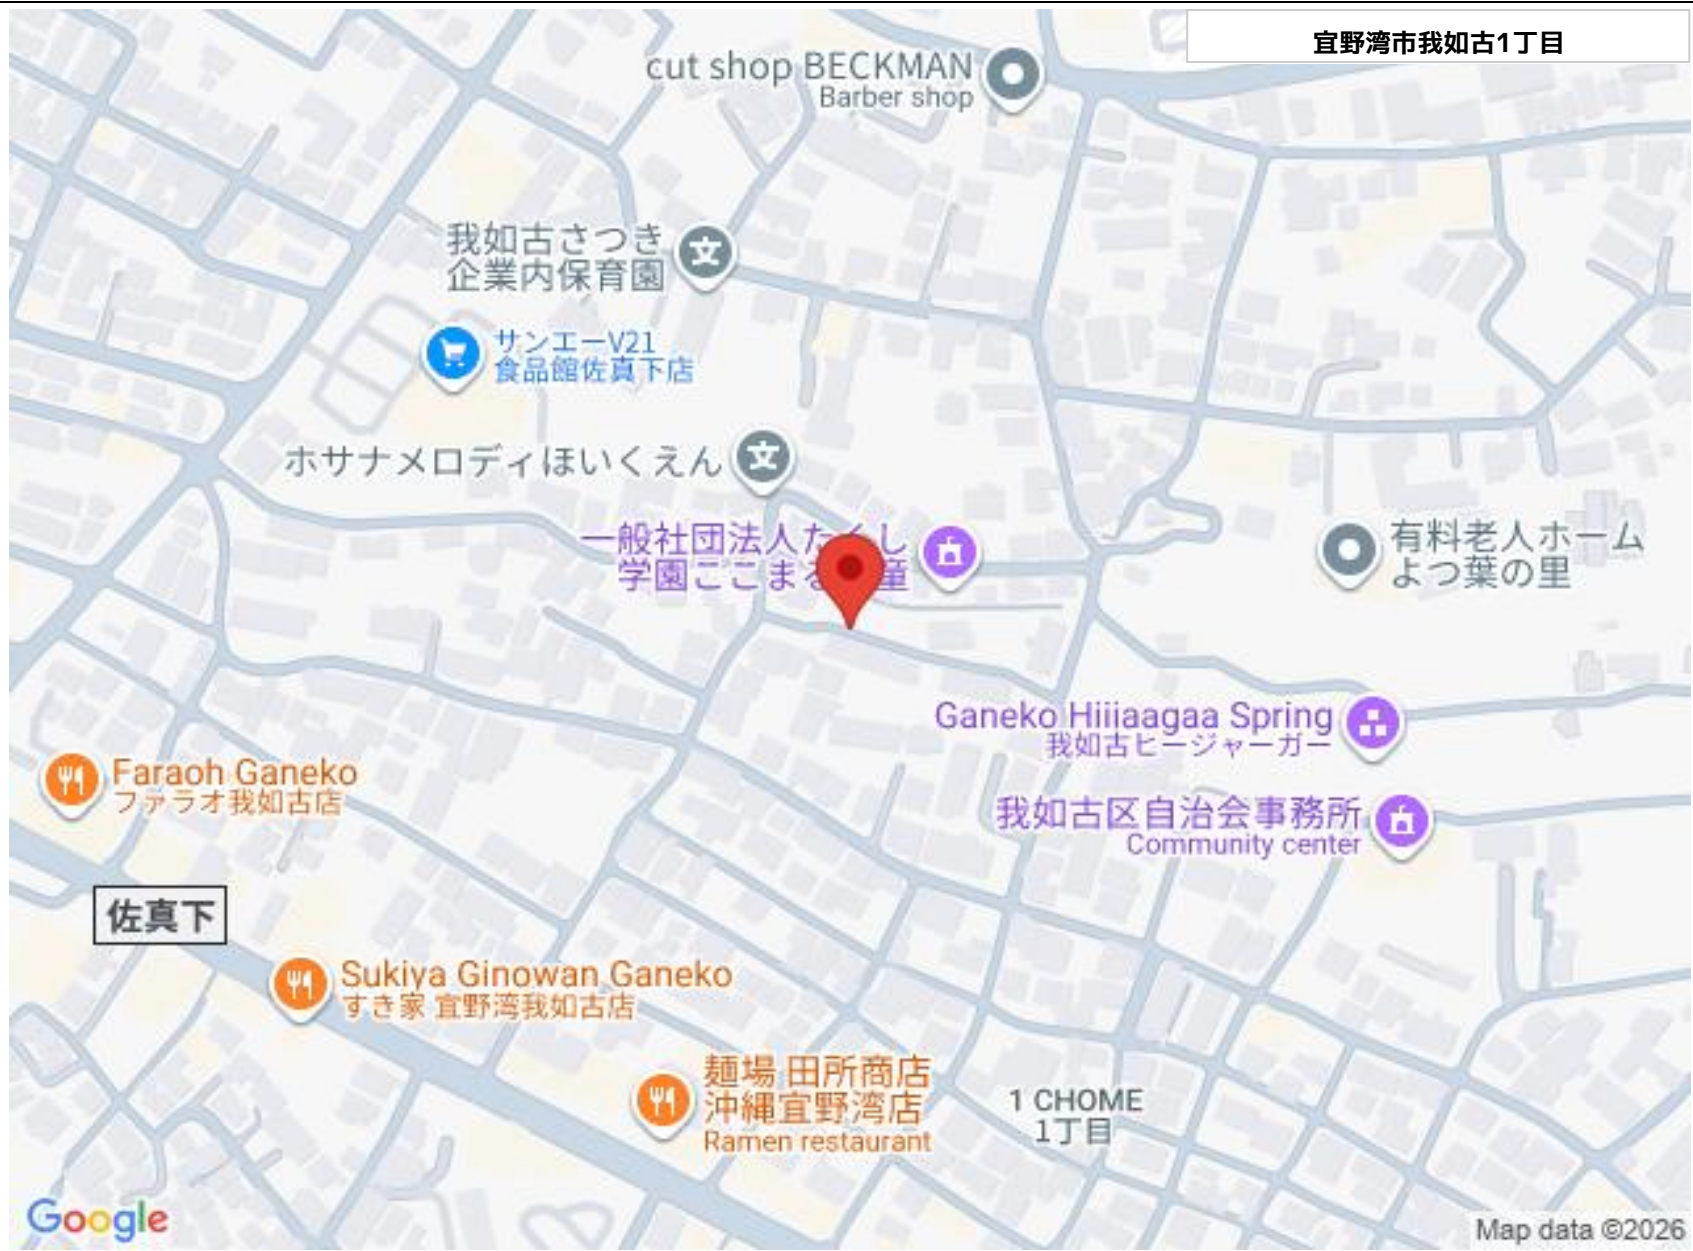 宜野湾市我如古1丁目
cut shop BECKMAN
Barber shop
我如古さつき
企業内保育園
サンエーV21
食品館佐真下店
ホサナメロディほいくえん
一般社団法人たくし
学園ここまる
童
有料老人ホーム
よつ葉の里
Ganeko Hiiiaagaa Spring
我如古ヒージャーガー
Faraoh Ganeko
ファラオ我如古店
我如古区自治会事務所
Community center
佐真下
Sukiya Ginowan Ganeko
すき家 宜野湾我如古店
麺場 田所商店
沖縄宜野湾店
Ramen restaurant
1 CHOME
1丁目
Google
Map data ©2026